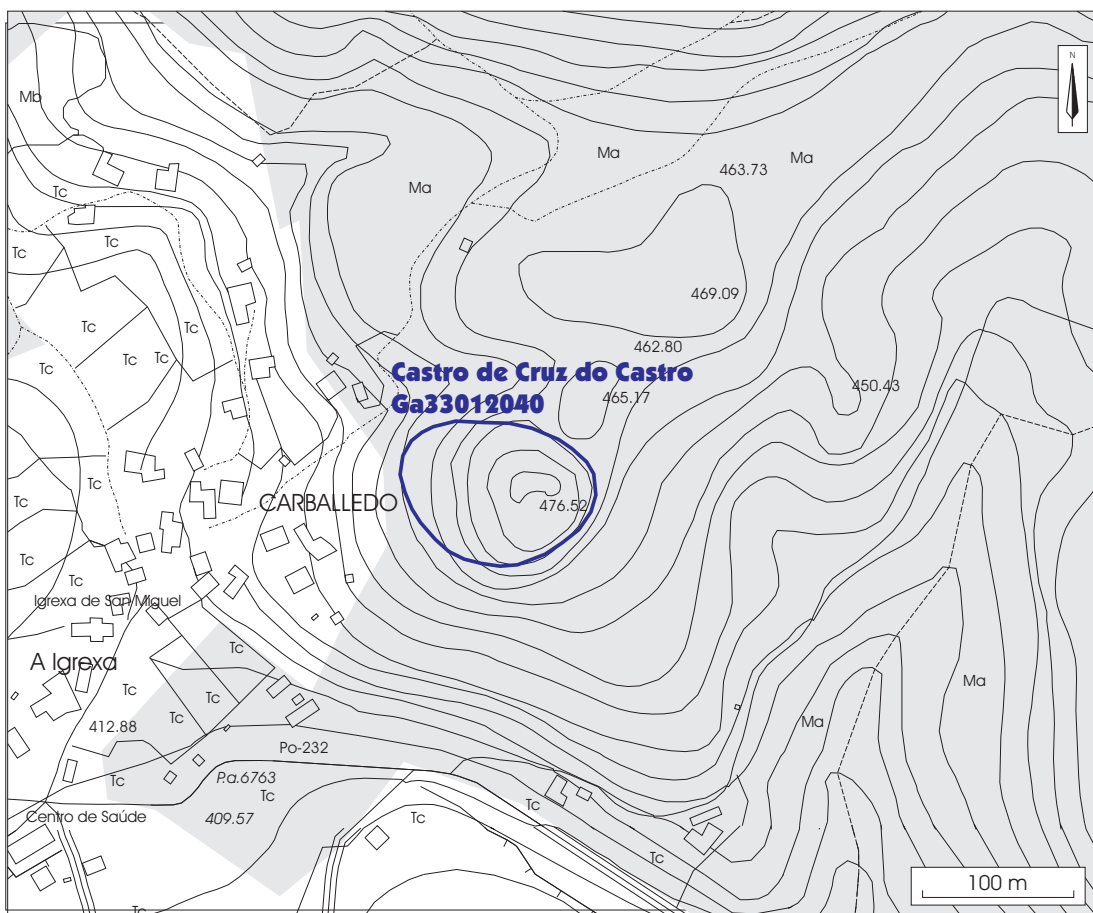 N
Mb
Ma
Ma
463.73
Ma
Tc
Tc
Tc
469.09
Tc
Tc
Tc
Tc
Tc
462.80
Castro de Cruz do Castro
450.43
465.17
Ga33012040
Tc
Tc
CARBALLEDO
476.52
Tc
Tc
Igrexa de San Miguel
Tc
A Igrexa
Tc
Tc
Ma
412.88
Tc
Ma
Po-232
Tc
P.a.6763
Tc
Tc
Centro de Saúde
409.57
Tc
Tc
100 m
Tc